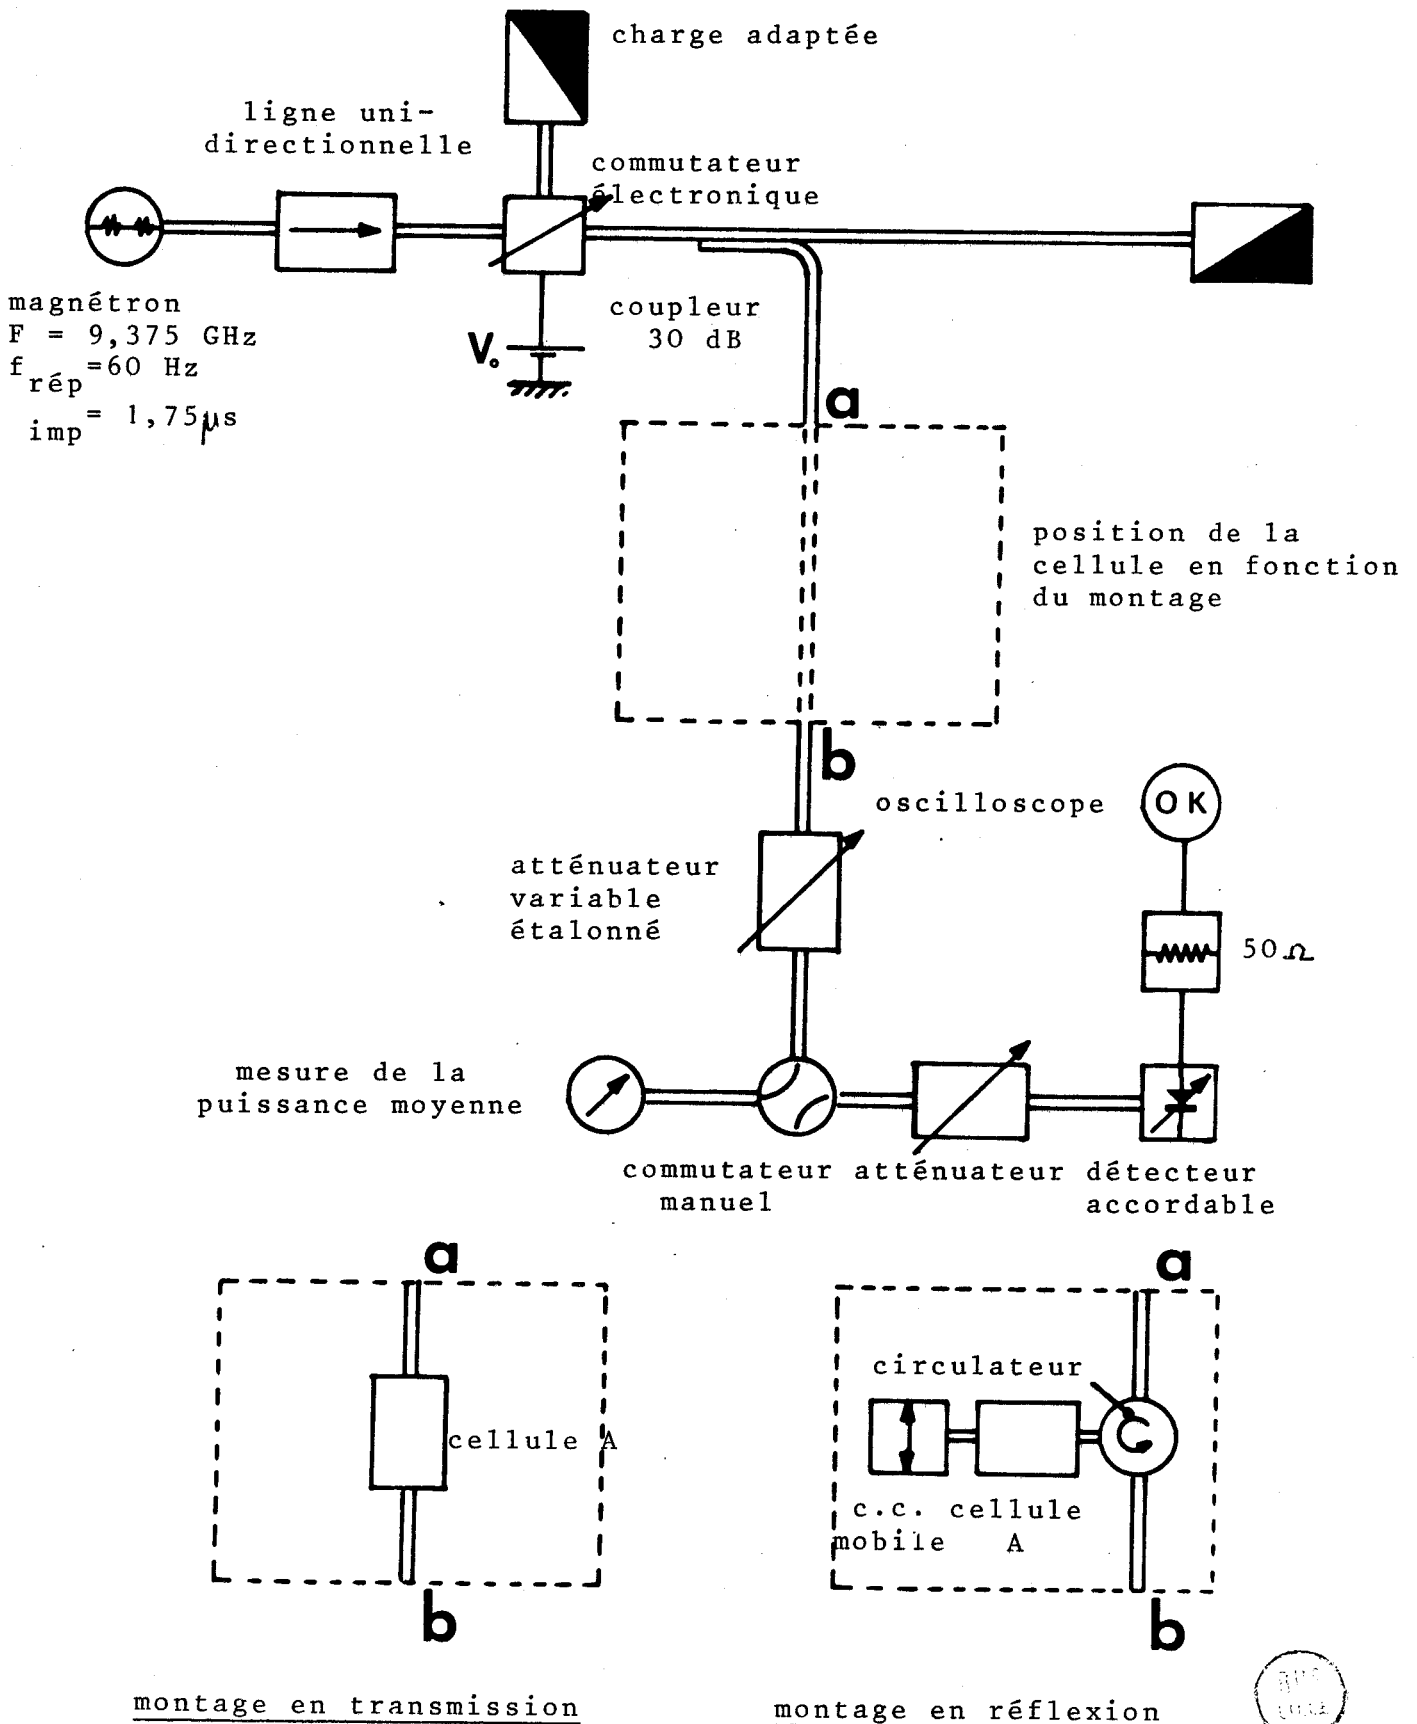 charge adaptée
ligne uni-
directionnelle
commutateur
électronique
magnétron
F = 9,375 GHz
f rép =60 Hz
imp = 1,75µs
V₀
coupleur
30 dB
a
position de la
cellule en fonction
du montage
b
oscilloscope
OK
atténuateur
variable
étalonné
50Ω
mesure de la
puissance moyenne
commutateur
manuel
atténuateur
détecteur
accordable
a
cellule A
b
montage en transmission
a
circulateur
c.c.
mobile
cellule
A
b
montage en réflexion